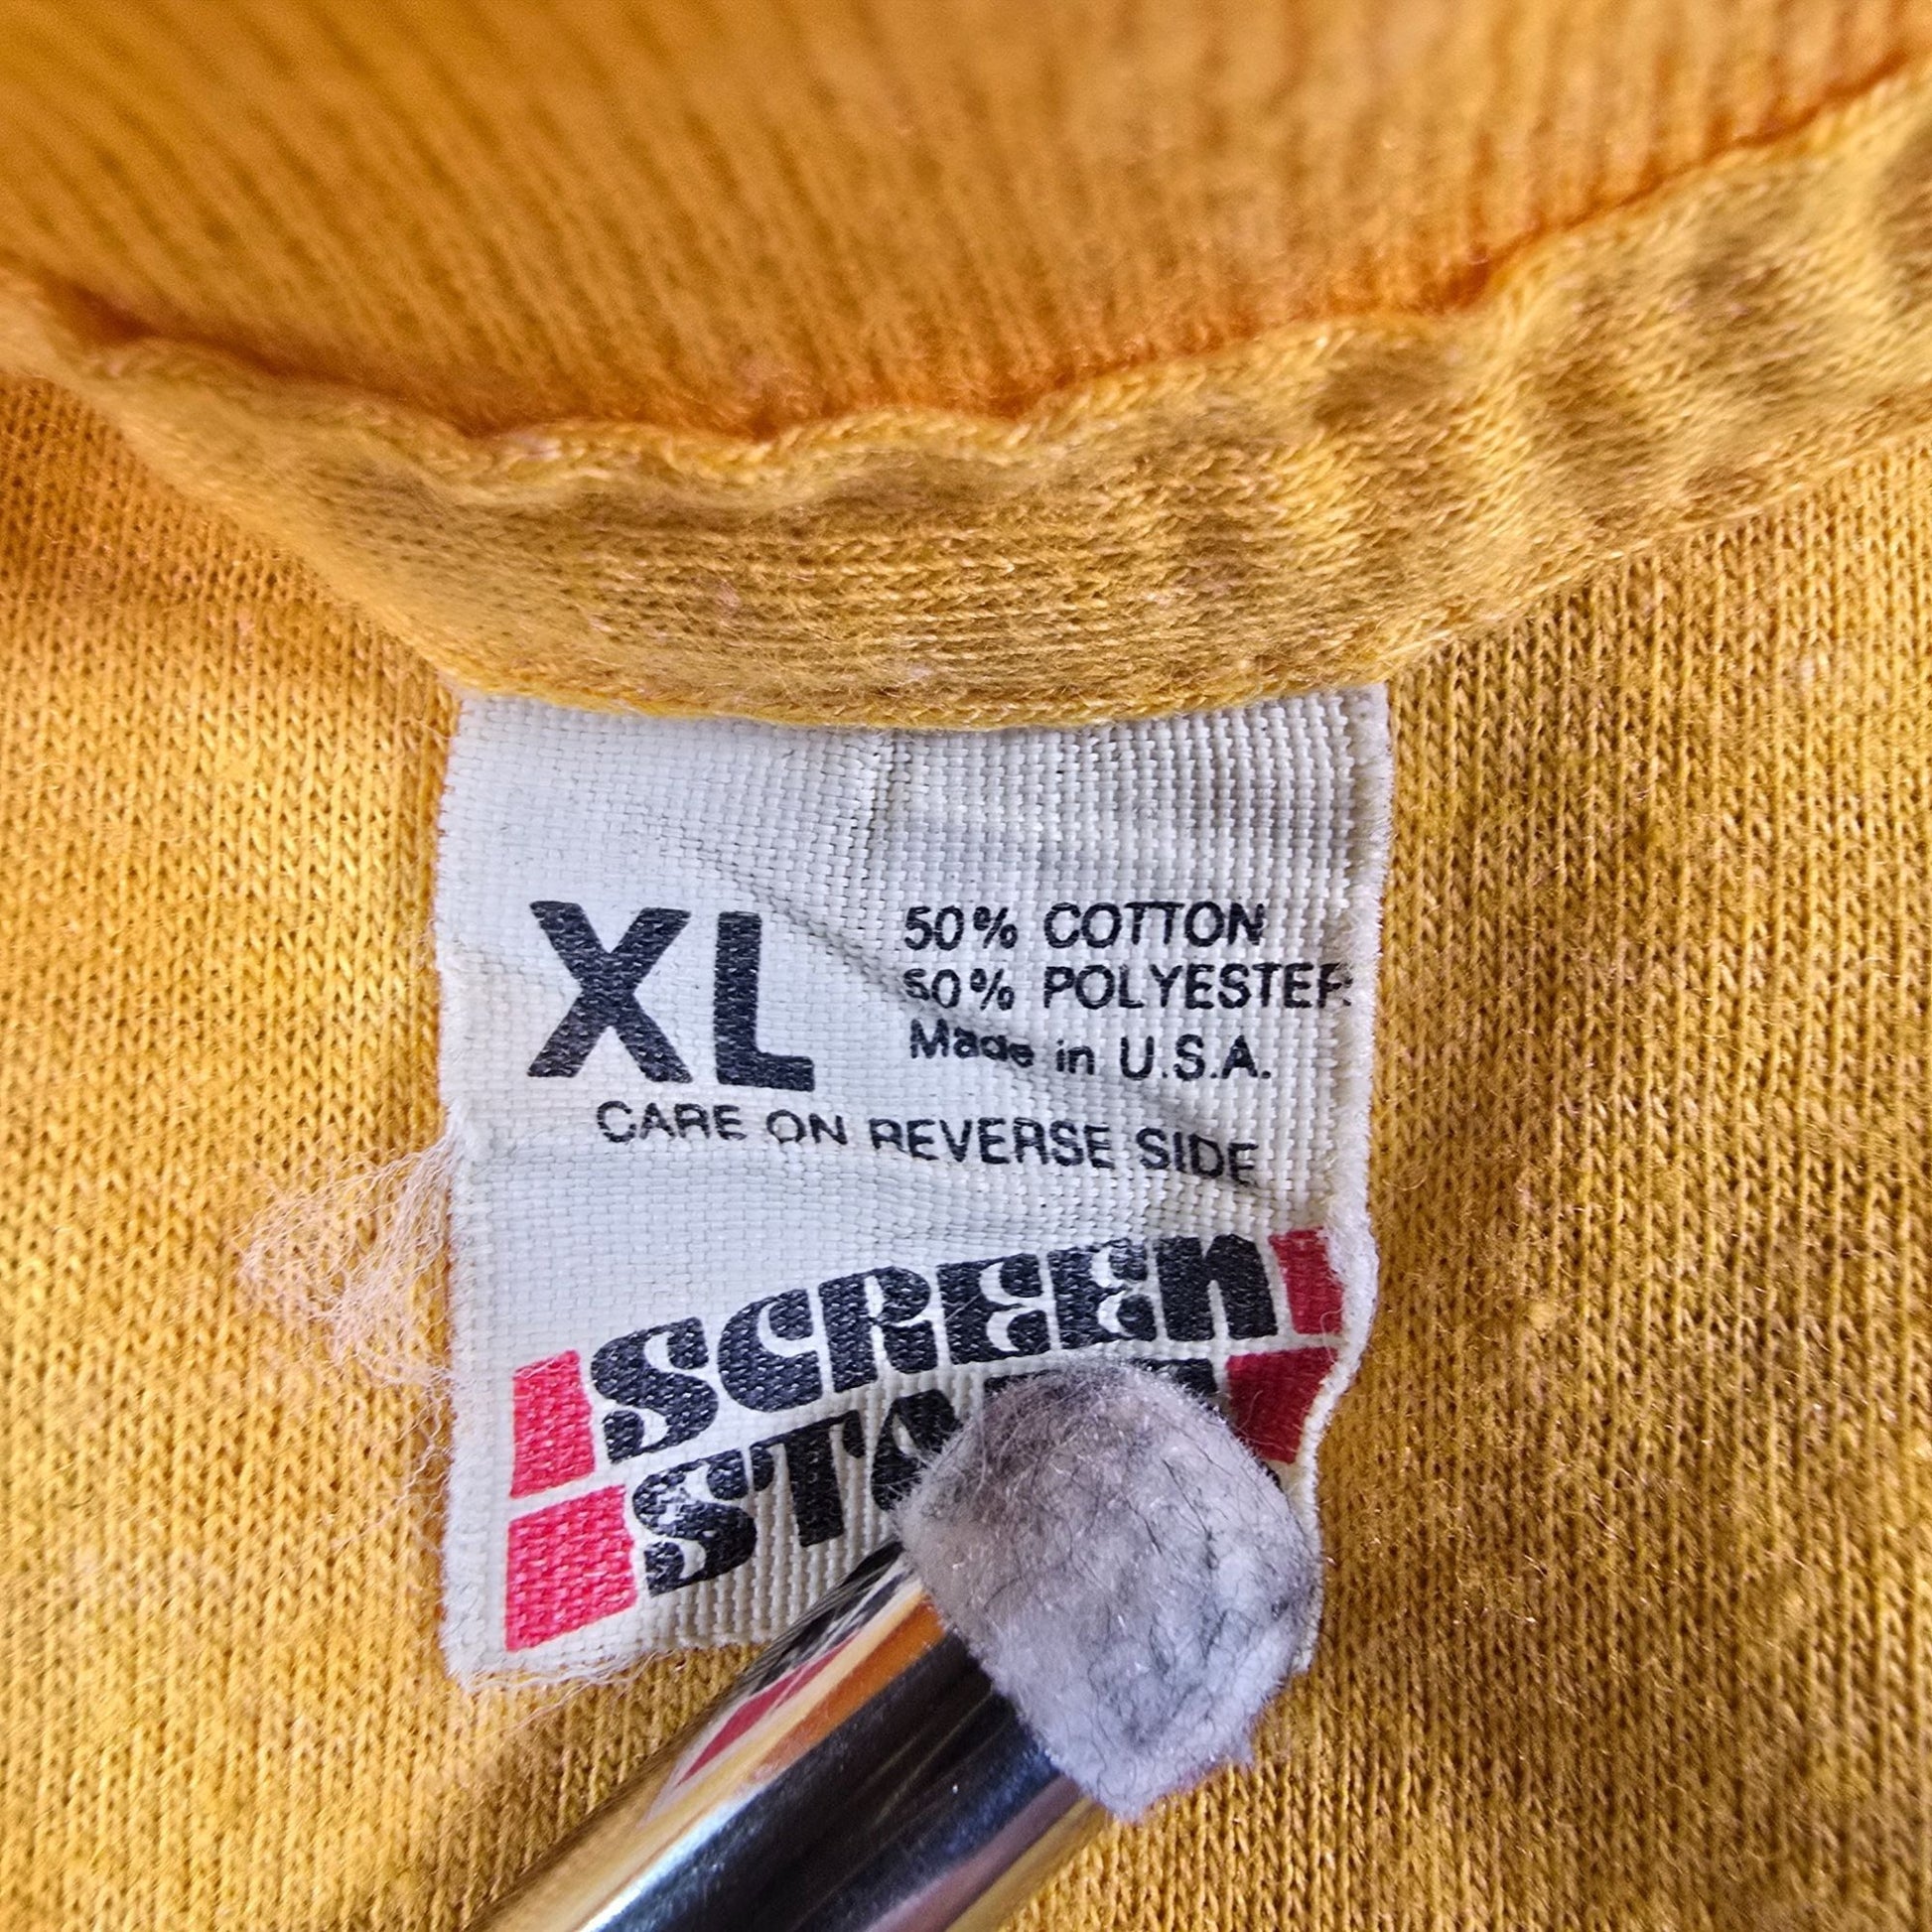 XL
50% COTTON
50% POLYESTER
Made in U.S.A.
CARE ON REVERSE SIDE
SCREEN